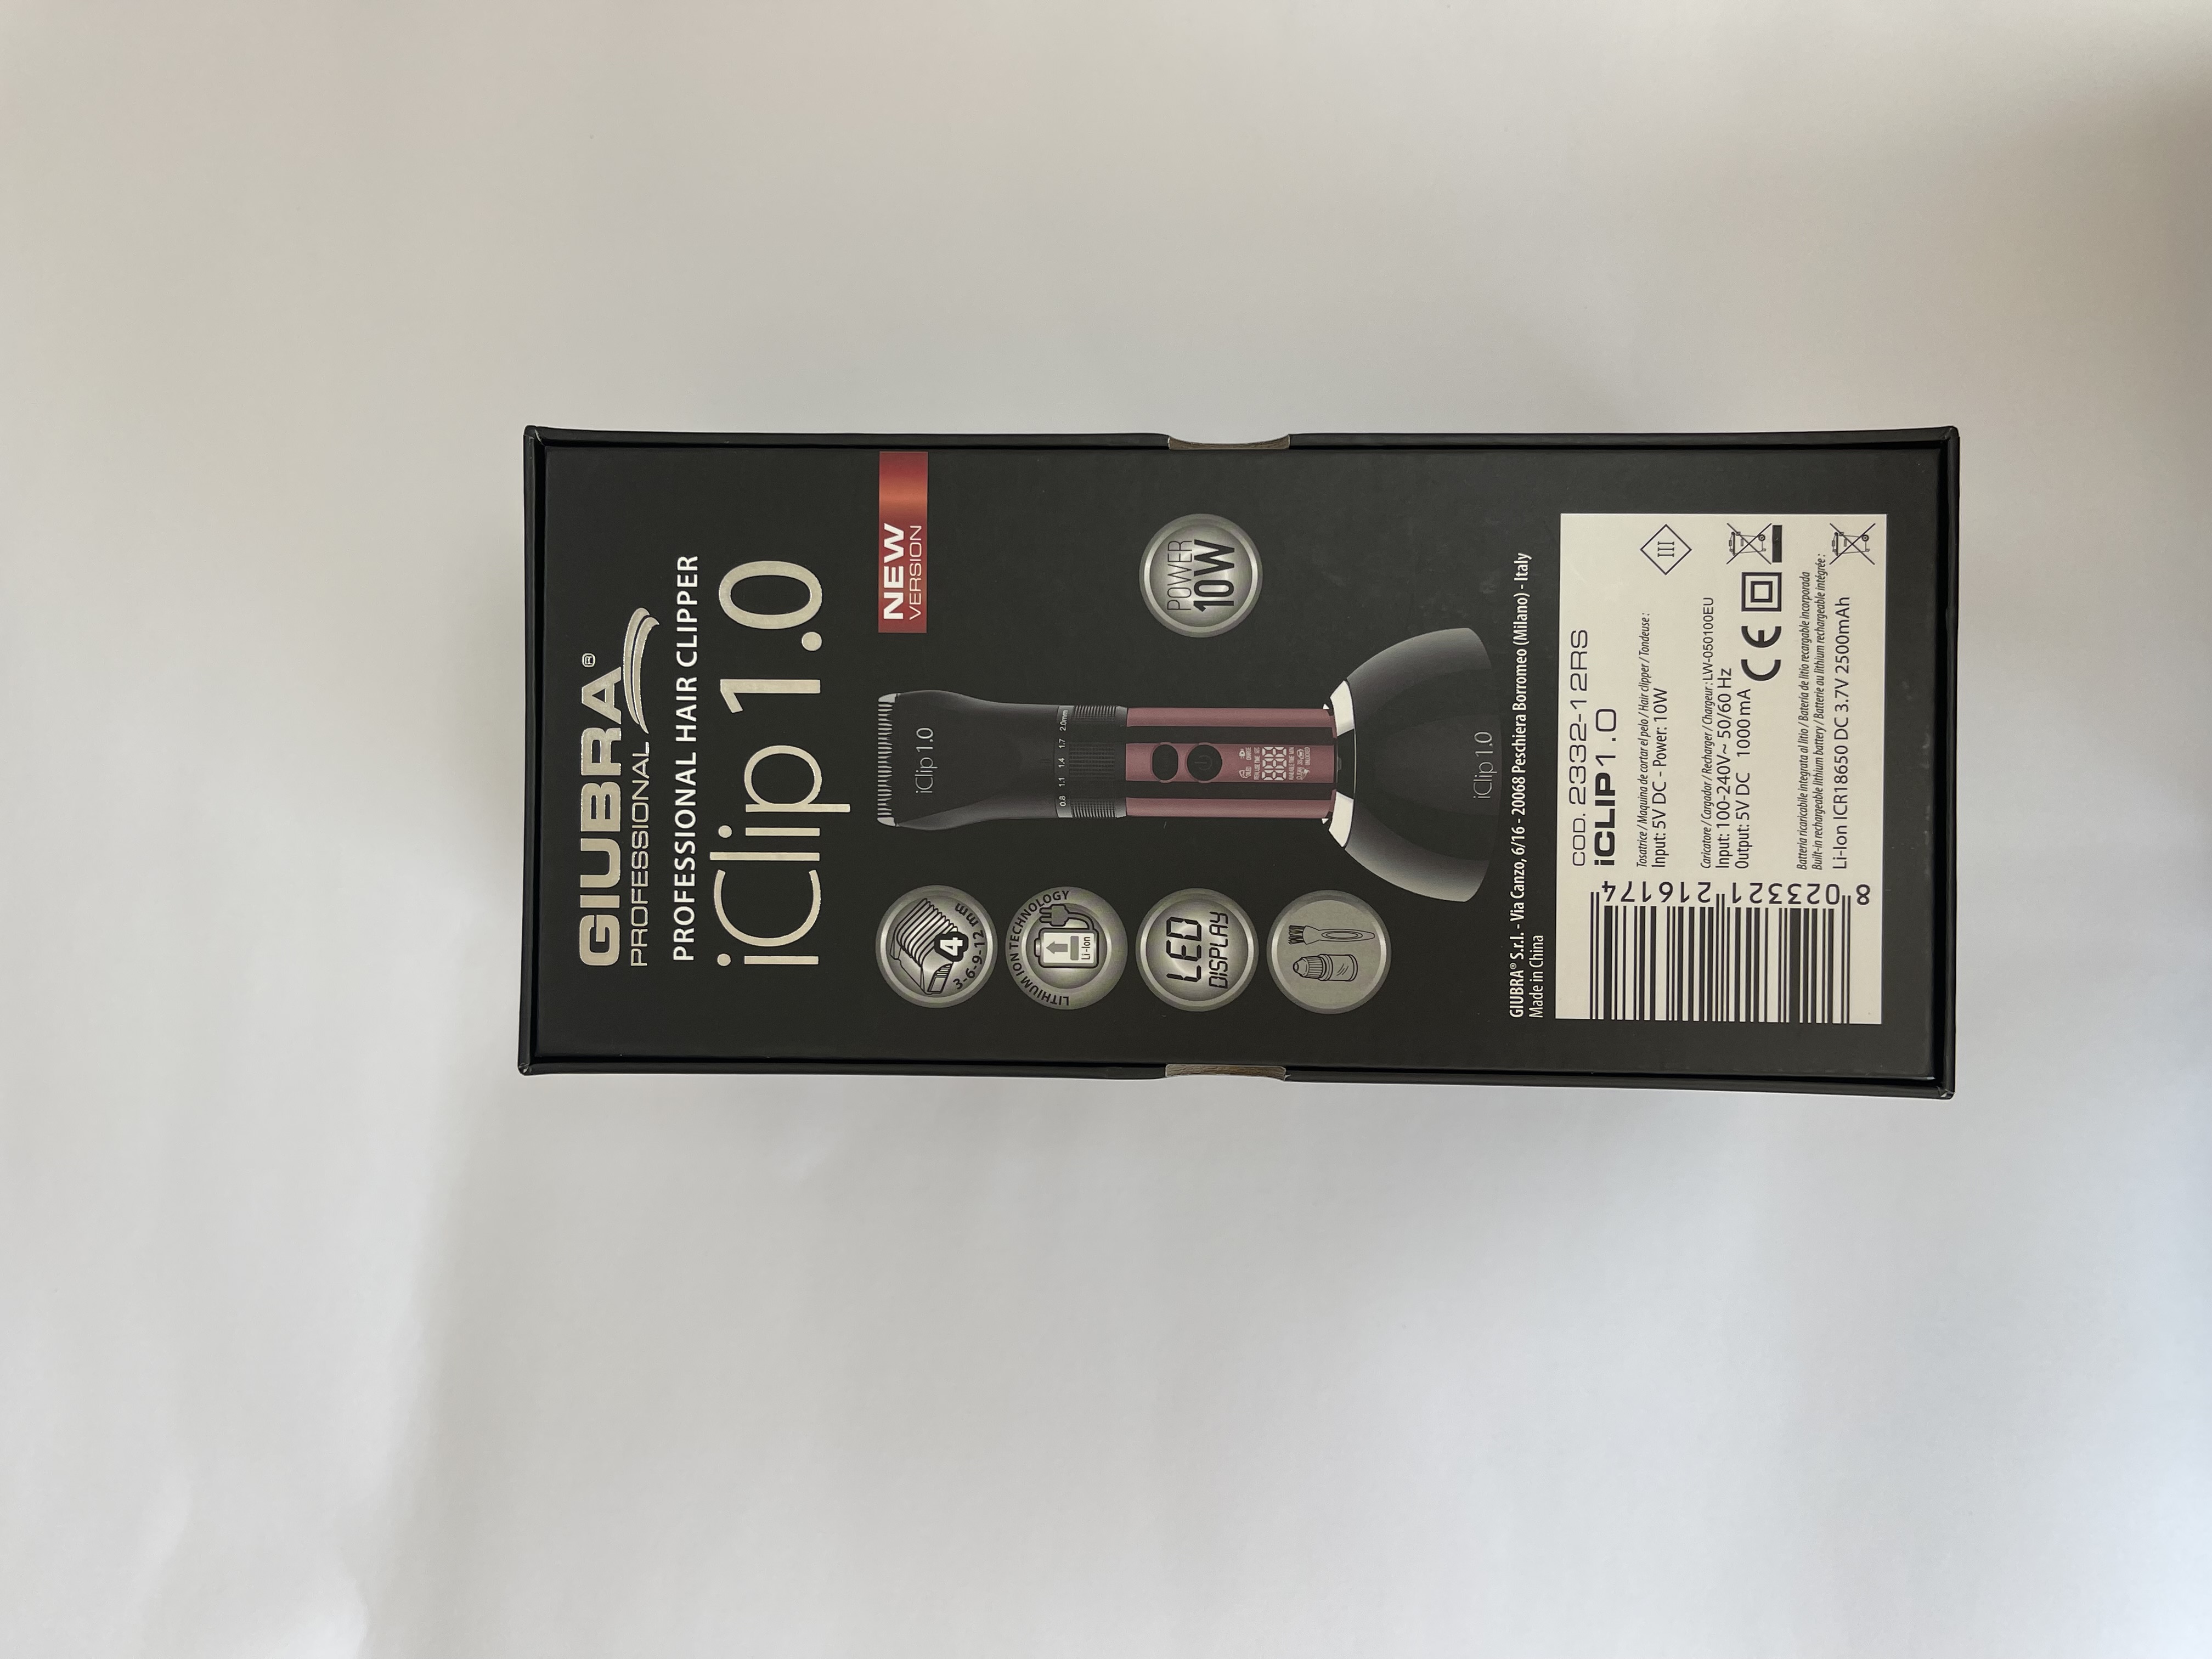 GIUBRA®
PROFESSIONAL
PROFESSIONAL HAIR CLIPPER
iClip 1.0
NEW
VERSION
4
3-6-9-12 mm
LITHIUM ION TECHNOLOGY
Li-Ion
LED
DISPLAY
POWER
10W
iClip 1.0
0.8 1.1 1.4 1.7 2.0mm
888
iClip 1.0
GIUBRA® S.r.l. - Via Canzo, 6/16 - 20068 Peschiera Borromeo (Milano) - Italy
Made in China
COD. 2332-12RS
iCLIP1.0
Tosatrice / Maquina de cortar el pelo / Hair clipper / Tondeuse :
Input: 5V DC - Power: 10W
III
Caricatore / Cargador / Recharger / Chargeur : LW-050100EU
Input: 100-240V~ 50/60 Hz
Output: 5V DC 1000 mA
CE
Batteria ricaricabile integrata al litio / Batería de litio recargable incorporada
Built-in rechargeable lithium battery / Batterie au lithium rechargeable intégrée :
Li-Ion ICR18650 DC 3.7V 2500mAh
8 023321 216174